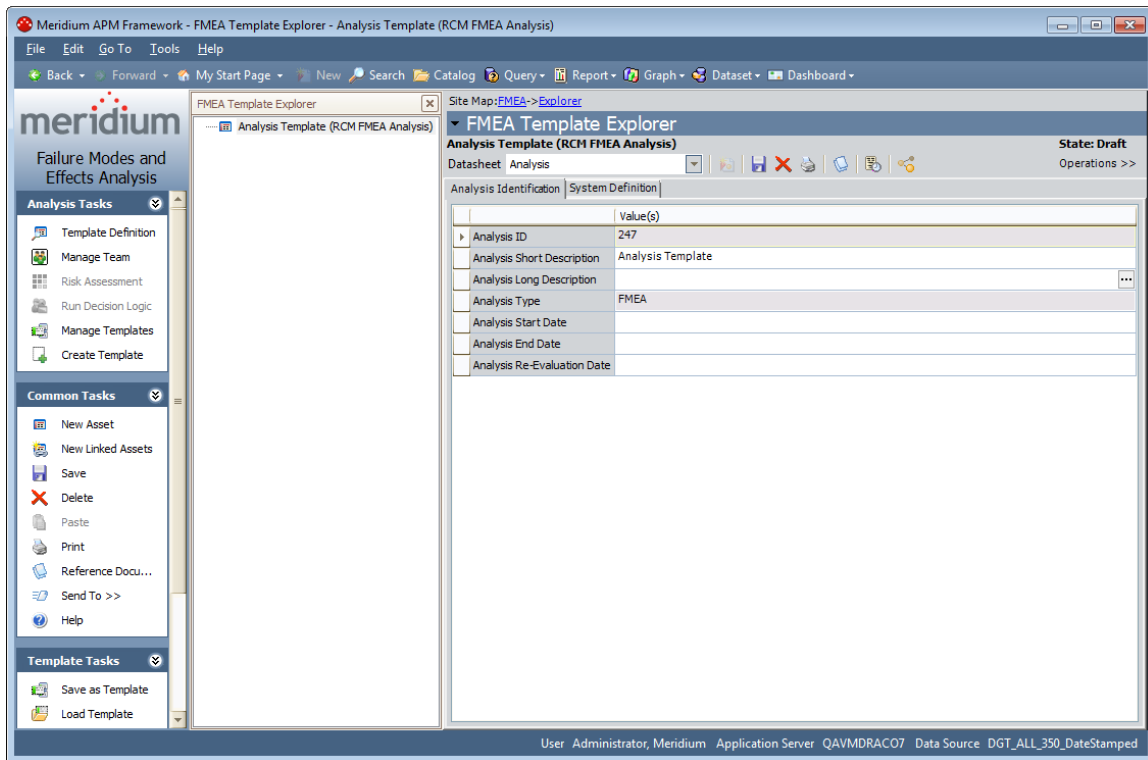 Meridium APM Framework - FMEA Template Explorer - Analysis Template (RCM FMEA Analysis)
File Edit Go To Tools Help
Back Forward My Start Page New Search Catalog Query Report Graph Dataset Dashboard
meridium
Failure Modes and
Effects Analysis
Analysis Tasks
Template Definition
Manage Team
Risk Assessment
Run Decision Logic
Manage Templates
Create Template
Common Tasks
New Asset
New Linked Assets
Save
Delete
Paste
Print
Reference Docu...
Send To >>
Help
Template Tasks
Save as Template
Load Template
FMEA Template Explorer
Analysis Template (RCM FMEA Analysis)
Site Map:FMEA->Explorer
FMEA Template Explorer
Analysis Template (RCM FMEA Analysis) State: Draft
Datasheet Analysis Operations >>
Analysis Identification System Definition
Value(s)
Analysis ID 247
Analysis Short Description Analysis Template
Analysis Long Description ...
Analysis Type FMEA
Analysis Start Date
Analysis End Date
Analysis Re-Evaluation Date
User Administrator, Meridium Application Server QAVMDRACO7 Data Source DGT_ALL_350_DateStamped